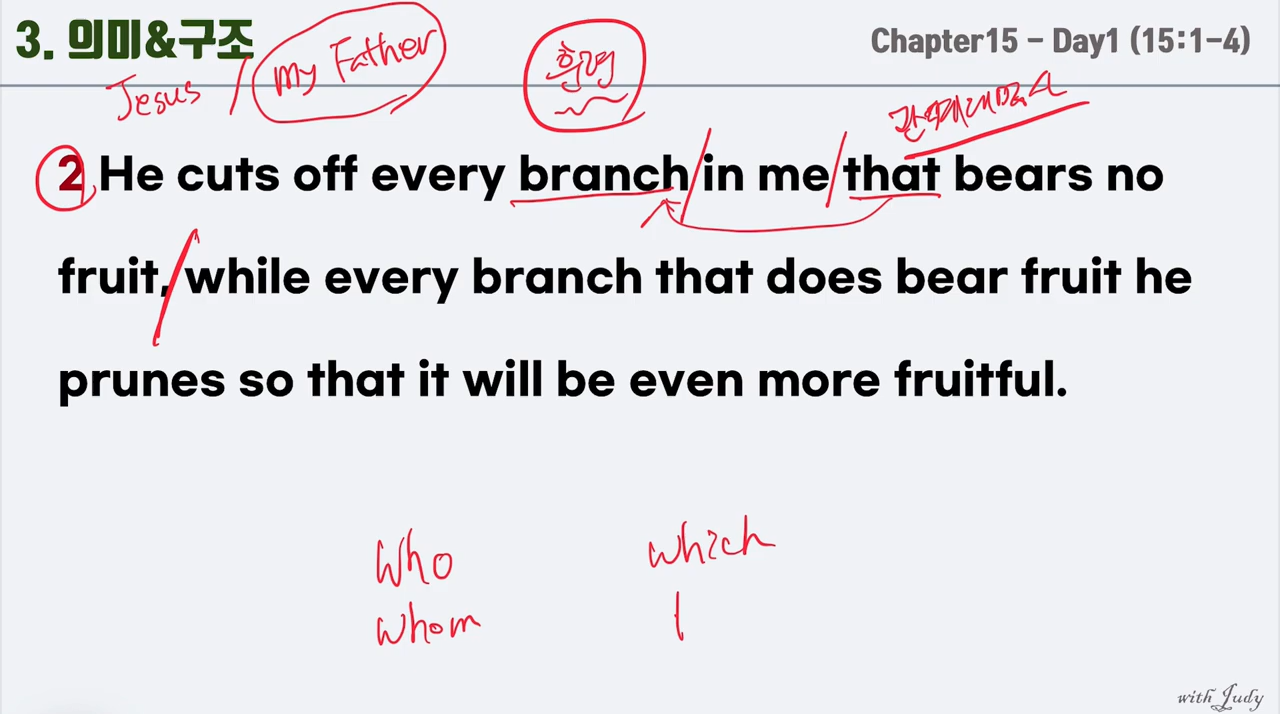 3. 의미&구조
Chapter15 - Day1 (15:1-4)
Jesus / My Father
훈련
관계대명사
2 He cuts off every branch/in me/that bears no
fruit,/while every branch that does bear fruit he
prunes so that it will be even more fruitful.
who which
whom
with Judy